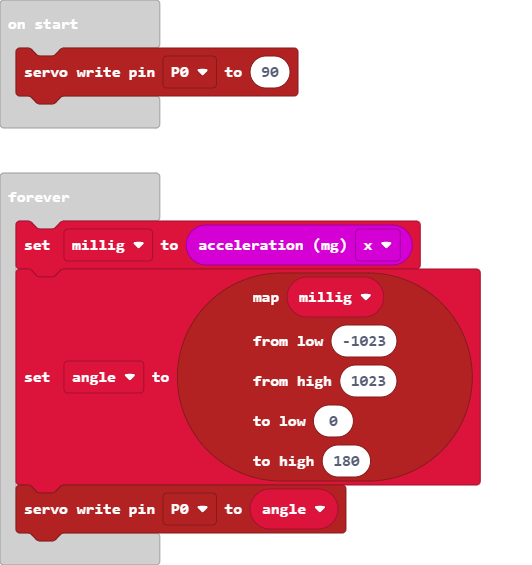 on start
servo write pin P0 to 90
forever
set millig to acceleration (mg) x
map millig
from low -1023
from high 1023
set angle to
to low 0
to high 180
servo write pin P0 to angle